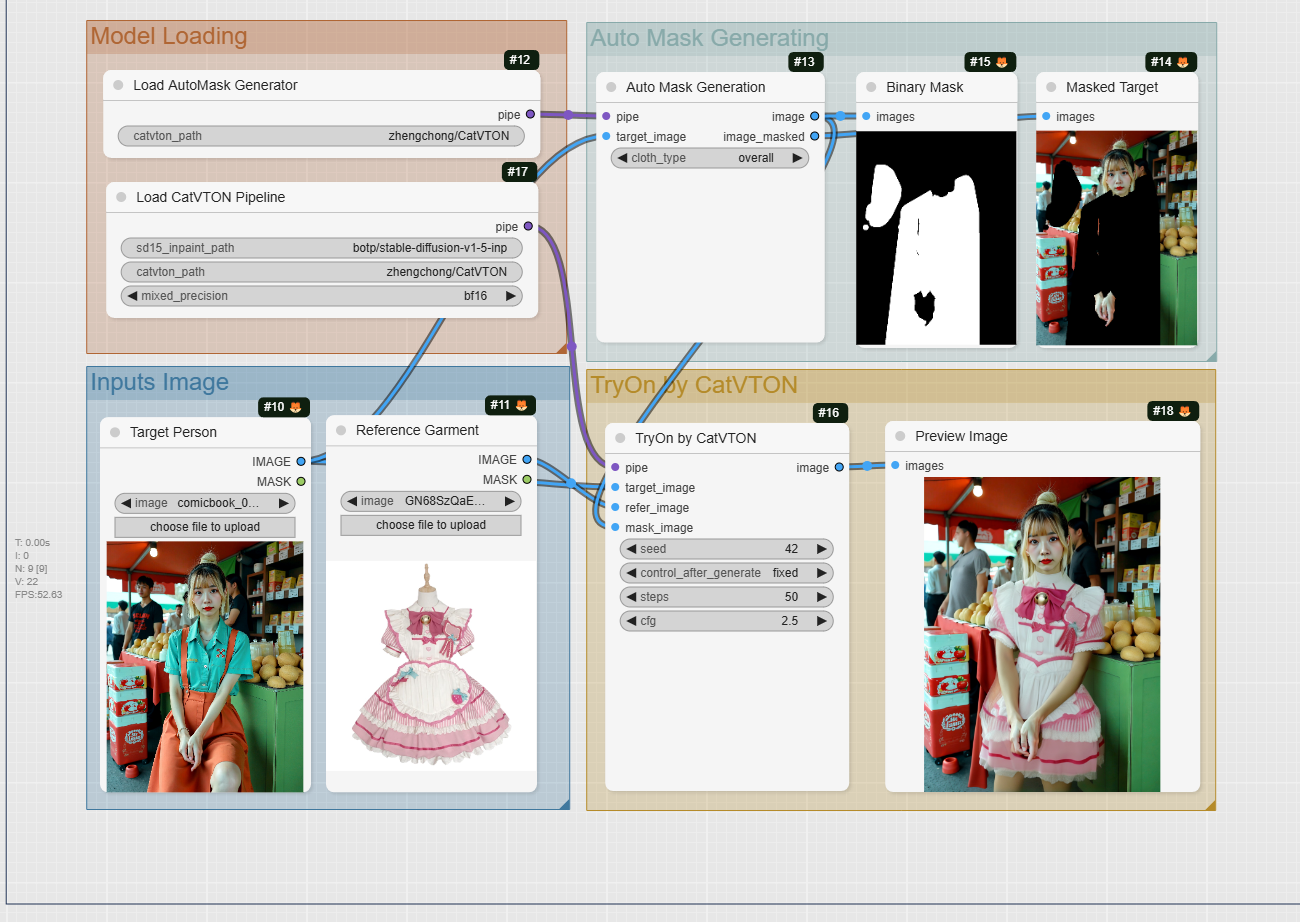 Model Loading
#12
Load AutoMask Generator
pipe
catvton_path zhengchong/CatVTON
#17
Load CatVTON Pipeline
pipe
sd15_inpaint_path botp/stable-diffusion-v1-5-inp
catvton_path zhengchong/CatVTON
mixed_precision bf16
Auto Mask Generating
#13
Auto Mask Generation
pipe image
target_image image_masked
cloth_type overall
#15
Binary Mask
images
#14
Masked Target
images
Inputs Image
#10
Target Person
IMAGE
MASK
image comicbook_0...
choose file to upload
#11
Reference Garment
IMAGE
MASK
image GN68SzQaE...
choose file to upload
TryOn by CatVTON
#16
TryOn by CatVTON
pipe image
target_image
refer_image
mask_image
seed 42
control_after_generate fixed
steps 50
cfg 2.5
#18
Preview Image
images
T: 0.00s
I: 0
N: 9 [9]
V: 22
FPS:52.63